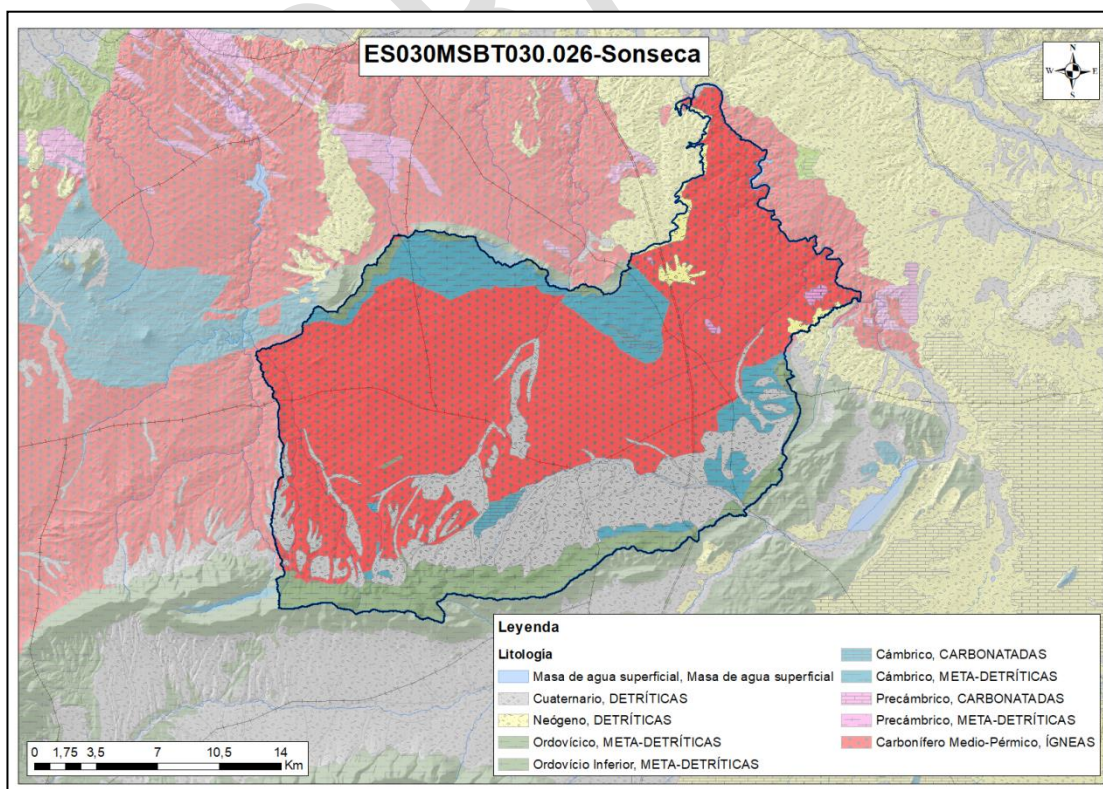 ES030MSBT030.026-Sonseca
N
W E
S
Leyenda
Litología
Masa de agua superficial, Masa de agua superficial
Cuaternario, DETRÍTICAS
Neógeno, DETRÍTICAS
Ordovícico, META-DETRÍTICAS
Ordovício Inferior, META-DETRÍTICAS
Cámbrico, CARBONATADAS
Cámbrico, META-DETRÍTICAS
Precámbrico, CARBONATADAS
Precámbrico, META-DETRÍTICAS
Carbonífero Medio-Pérmico, ÍGNEAS
0 1,75 3,5 7 10,5 14
Km